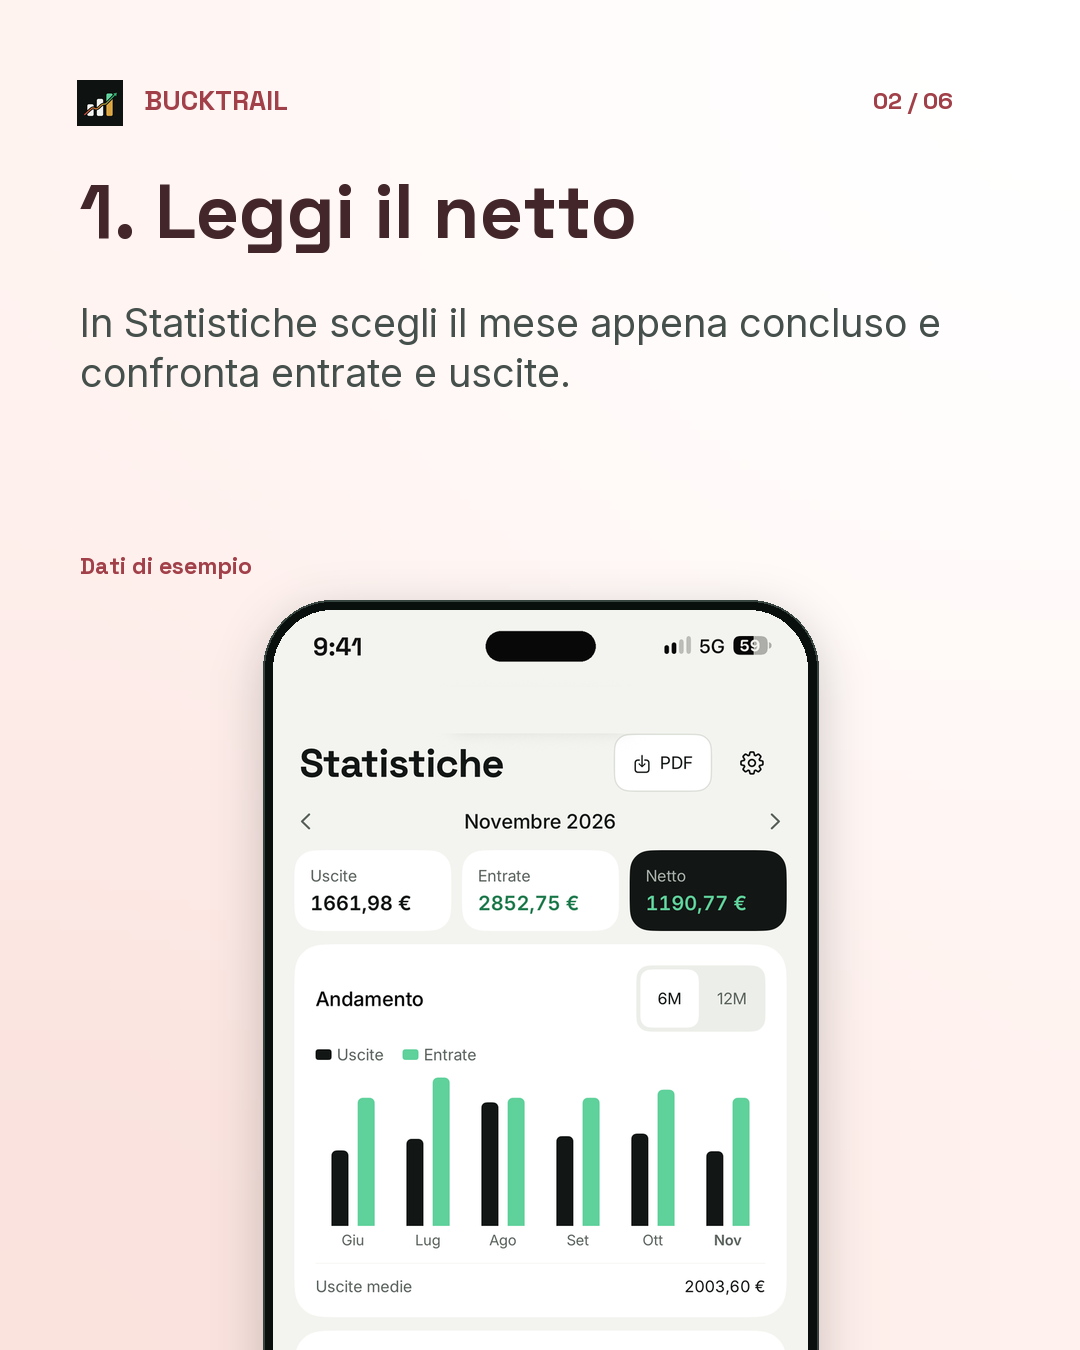 BUCKTRAIL
02 / 06
1. Leggi il netto
In Statistiche scegli il mese appena concluso e
confronta entrate e uscite.
Dati di esempio
9:41
5G
59
Statistiche
PDF
Novembre 2026
Uscite
1661,98 €
Entrate
2852,75 €
Netto
1190,77 €
Andamento
6M
12M
Uscite
Entrate
Giu
Lug
Ago
Set
Ott
Nov
Uscite medie
2003,60 €